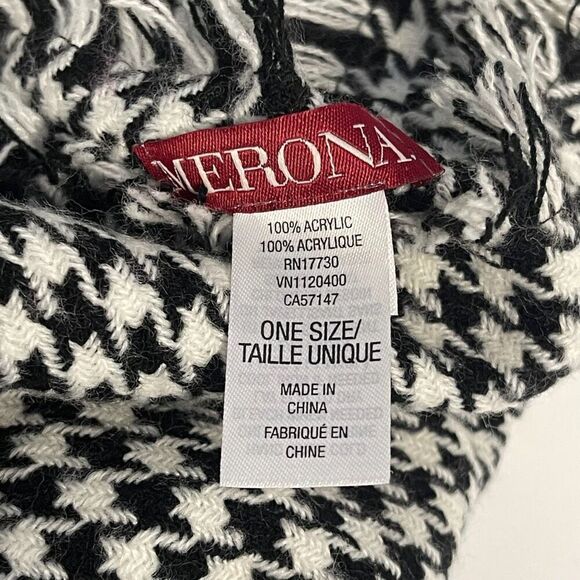 MERONA
100% ACRYLIC
100% ACRYLIQUE
RN17730
VN1120400
CA57147
ONE SIZE/
TAILLE UNIQUE
MADE IN
CHINA
FABRIQUÉ EN
CHINE